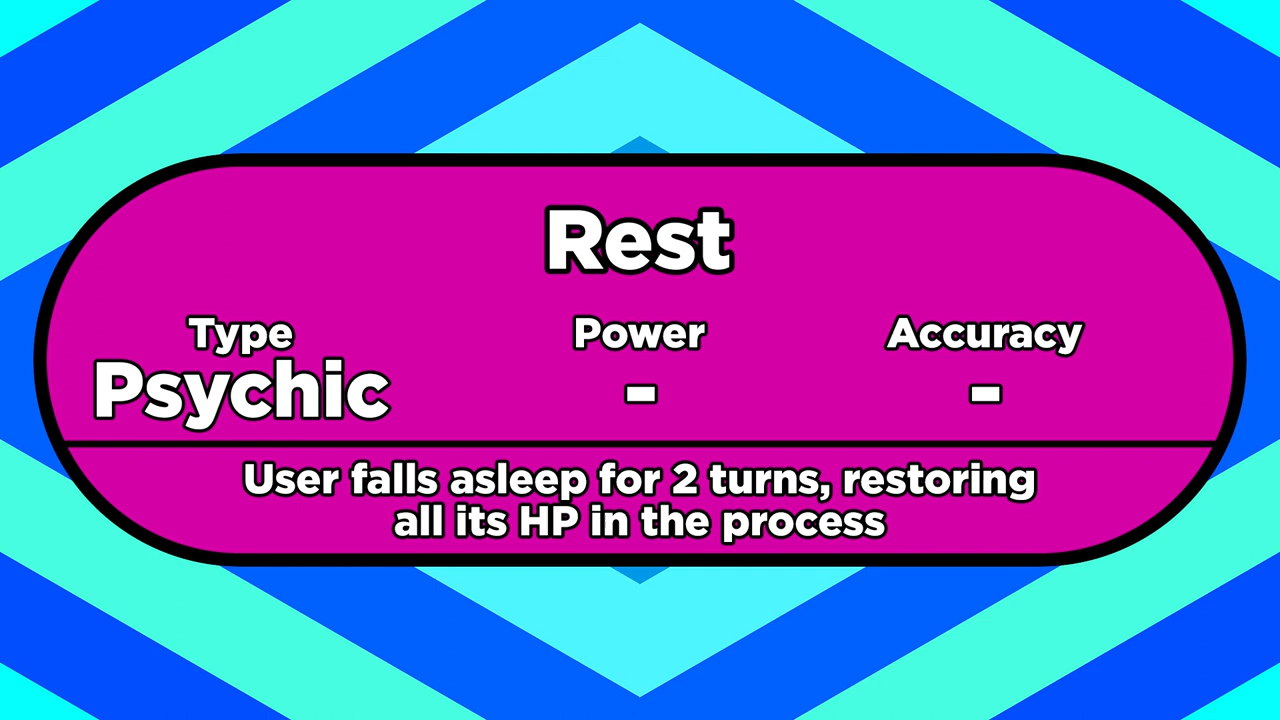 Rest
Type Power Accuracy
Psychic - -
User falls asleep for 2 turns, restoring
all its HP in the process